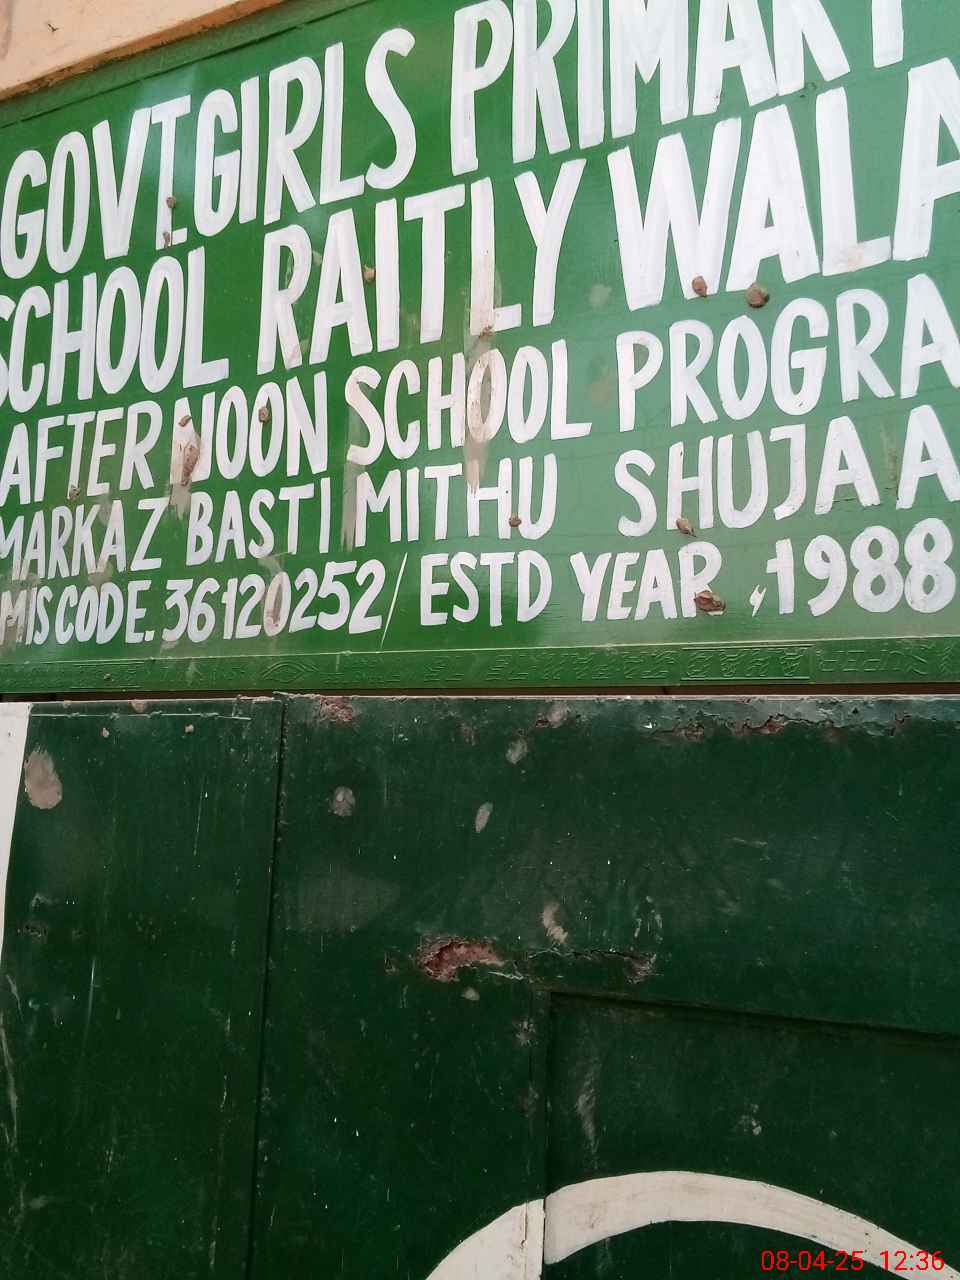 GOVT.GIRLS PRIMARY
SCHOOL RAITLY WALA
AFTER NOON SCHOOL PROGRA
MARKAZ BASTI MITHU SHUJAA
MIS CODE. 36120252/ ESTD YEAR, 1988
08-04-25 12:36